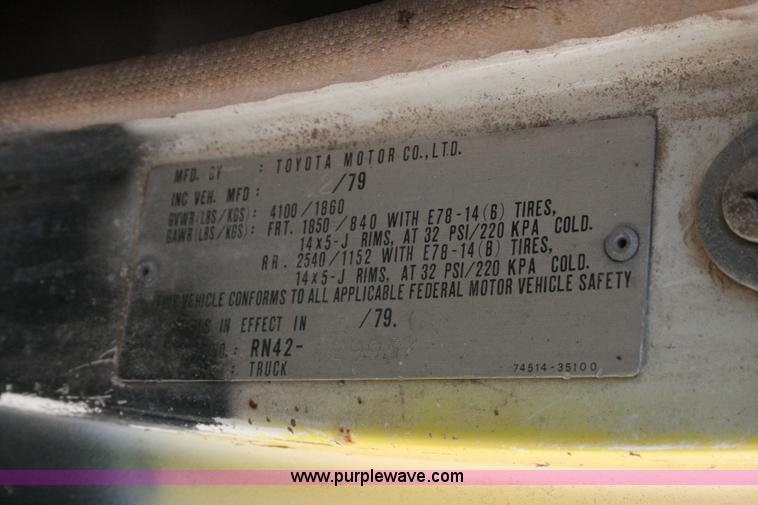 MFD. BY : TOYOTA MOTOR CO., LTD.
INC VEH. MFD : /79
GVWR(LBS/KGS): 4100/1860
GAWR(LBS/KGS): FRT. 1850/840 WITH E78-14(B) TIRES,
14x5-J RIMS, AT 32 PSI/220 KPA COLD.
RR. 2540/1152 WITH E78-14(B) TIRES,
14x5-J RIMS, AT 32 PSI/220 KPA COLD.
THIS VEHICLE CONFORMS TO ALL APPLICABLE FEDERAL MOTOR VEHICLE SAFETY
IN EFFECT IN /79.
: RN42-
: TRUCK
74514-35100
www.purplewave.com